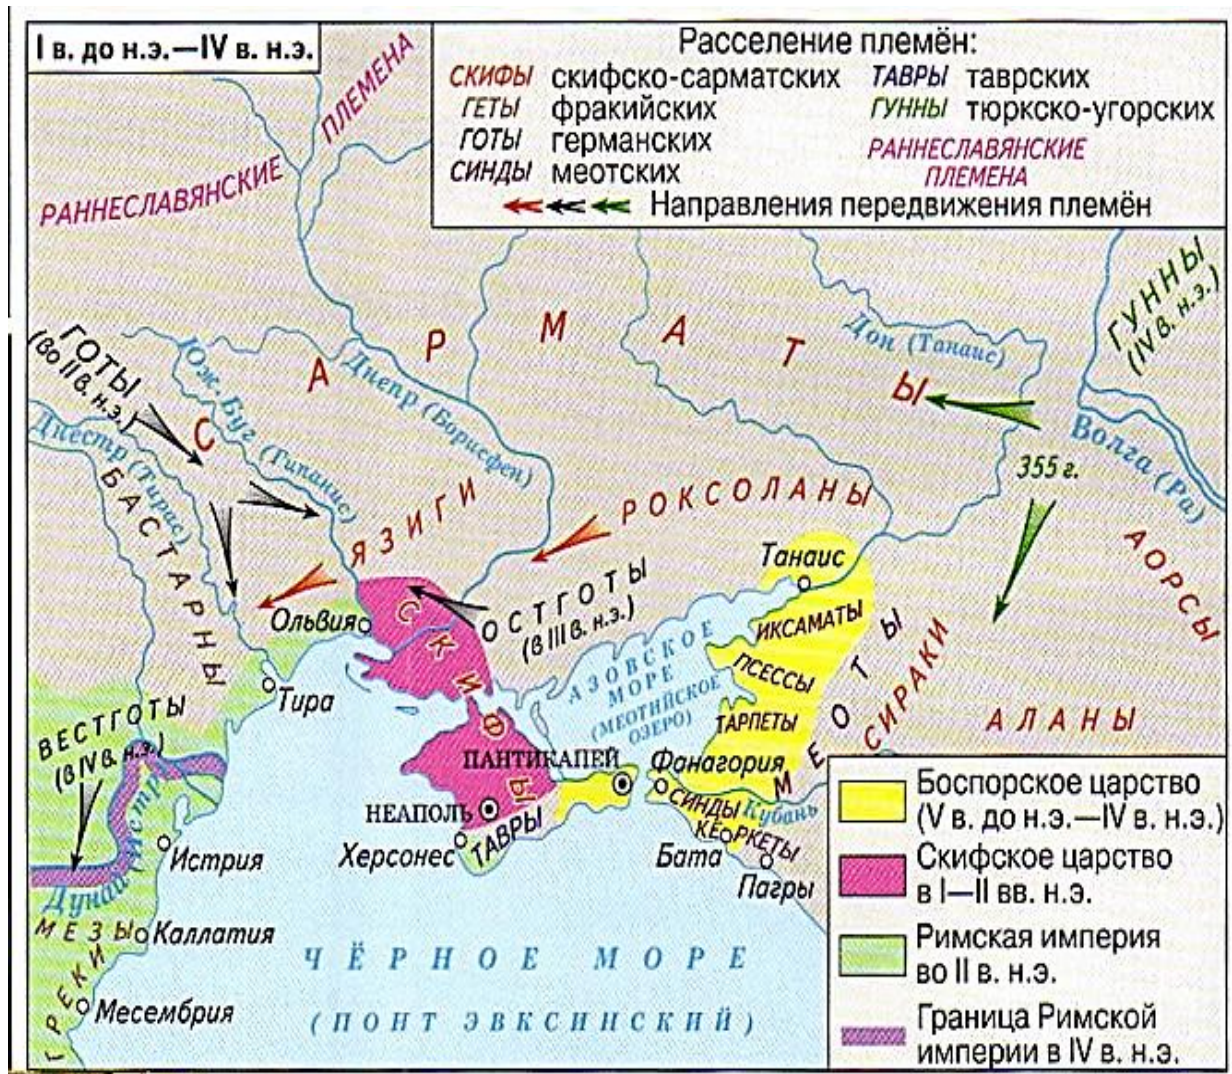 I в. до н.э.—IV в. н.э.
Расселение племён:
СКИФЫ скифско-сарматских
ГЕТЫ фракийских
ГОТЫ германских
СИНДЫ меотских
ТАВРЫ таврских
ГУННЫ тюркско-угорских
РАННЕСЛАВЯНСКИЕ
ПЛЕМЕНА
Направления передвижения племён
РАННЕСЛАВЯНСКИЕ ПЛЕМЕНА
ГУННЫ
(IV в. н.э.)
САРМАТЫ
Дон (Танаис)
ГОТЫ
(во II в. н.э.)
Юж. Буг (Гипанис)
Днепр (Борисфен)
Днестр (Тирас)
Волга (Ра)
355 г.
БАСТАРНЫ
ЯЗИГИ
РОКСОЛАНЫ
АОРСЫ
Танаис
ОСТГОТЫ
(в III в. н.э.)
Ольвия
СКИФЫ
ИКСАМАТЫ
АЗОВСКОЕ
МОРЕ
(МЕОТИЙСКОЕ
ОЗЕРО)
ПСЕССЫ
МЕОТЫ
СИРАКИ
АЛАНЫ
Тира
ТАРПЕТЫ
ВЕСТГОТЫ
(в IV в. н.э.)
ПАНТИКАПЕЙ
Фанагория
НЕАПОЛЬ
СИНДЫ
Кубань
КЕРКЕТЫ
Херсонес
ТАВРЫ
Бата
Пагры
Истрия
Дунай (Истр)
МЕЗЫ
Каллатия
ГРЕКИ
Месембрия
ЧЁРНОЕ МОРЕ
(ПОНТ ЭВКСИНСКИЙ)
Боспорское царство
(V в. до н.э.—IV в. н.э.)
Скифское царство
в I—II вв. н.э.
Римская империя
во II в. н.э.
Граница Римской
империи в IV в. н.э.